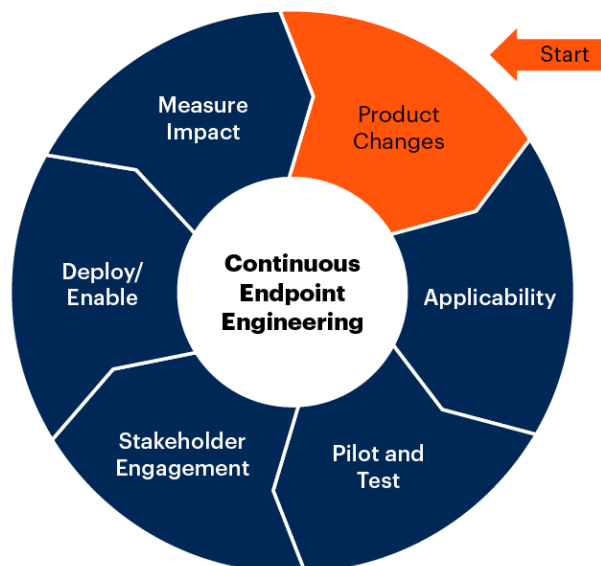 Start
Product
Changes
Applicability
Pilot and
Test
Stakeholder
Engagement
Deploy/
Enable
Measure
Impact
Continuous
Endpoint
Engineering